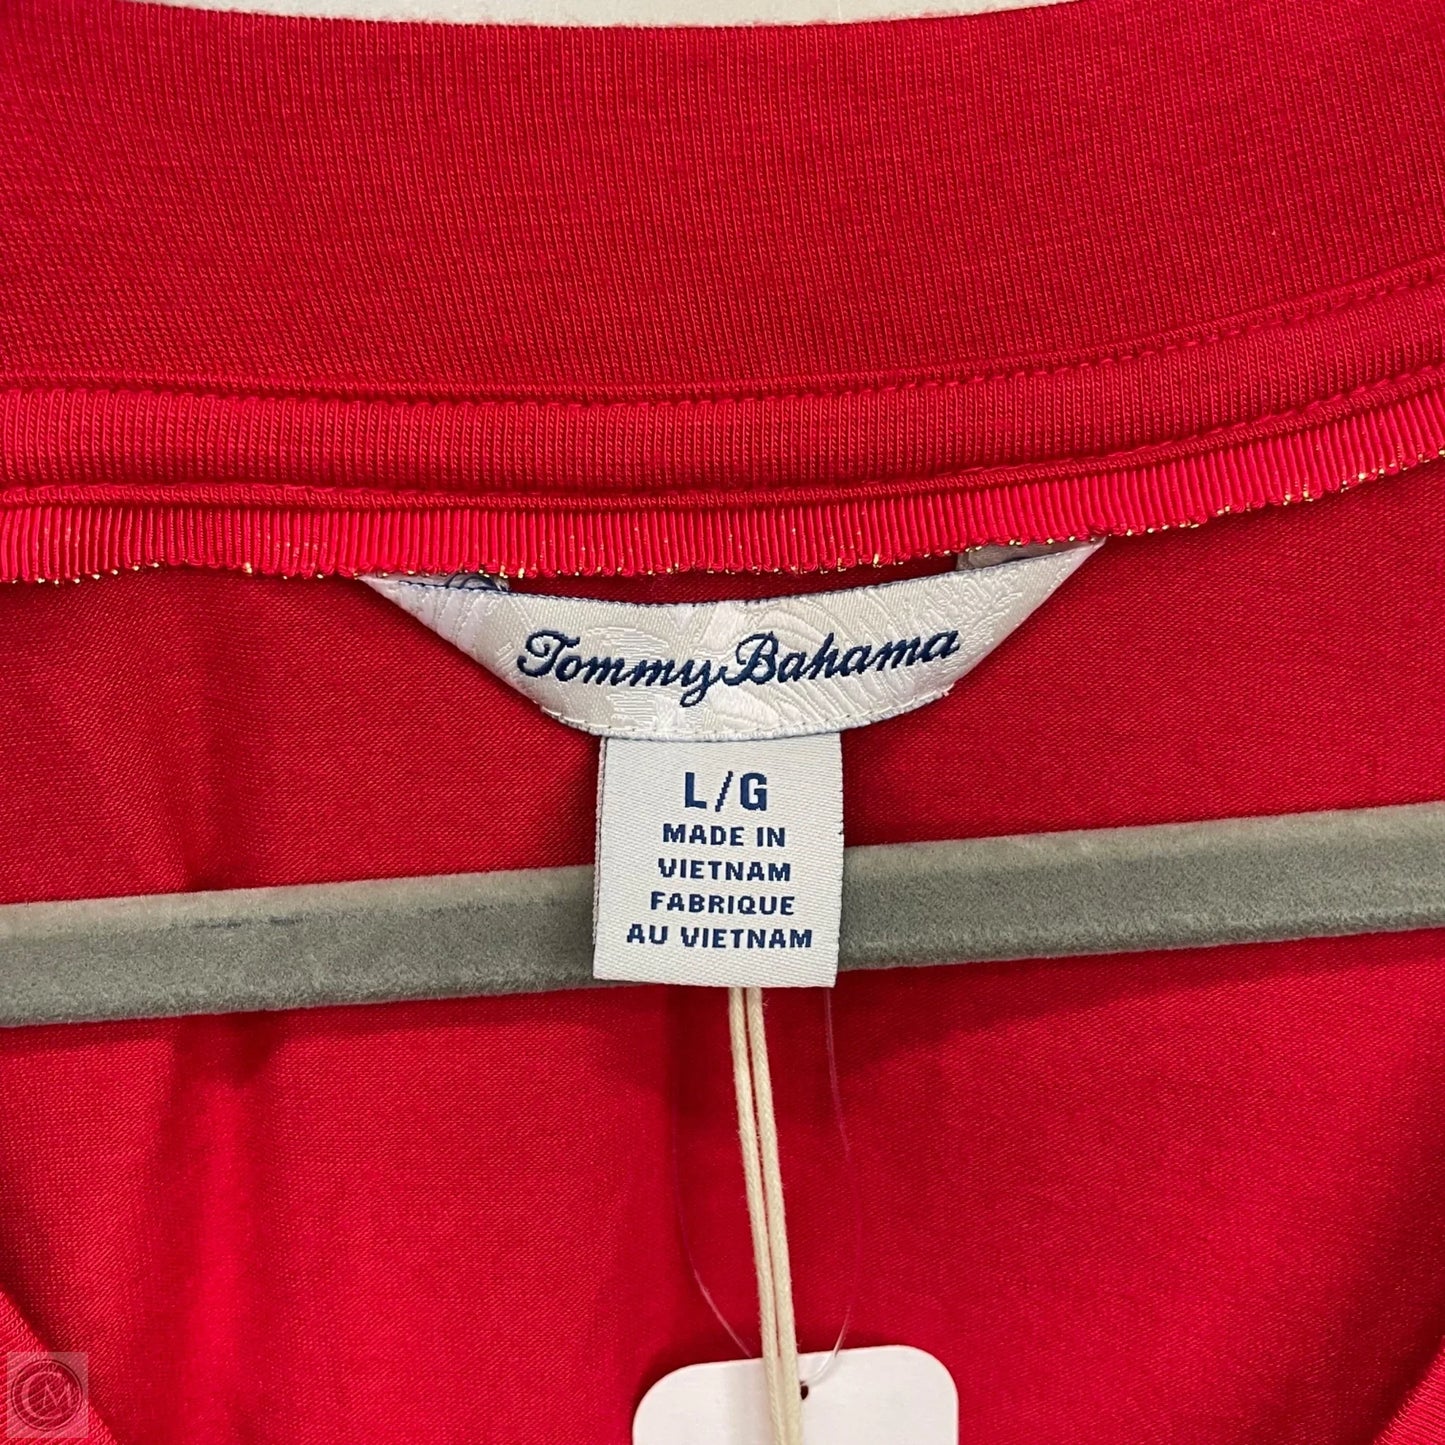 Tommy Bahama
L/G
MADE IN
VIETNAM
FABRIQUE
AU VIETNAM